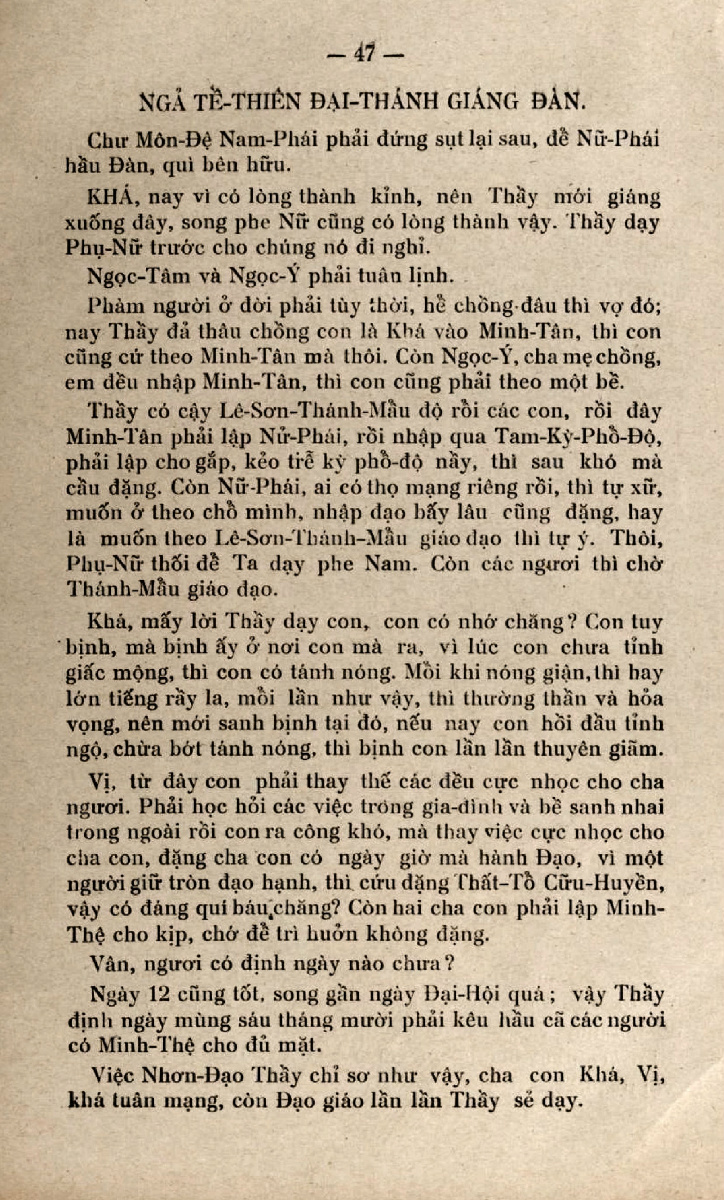 — 47 —
NGẢ TỀ-THIÊN ĐẠI-THÁNH GIÁNG ĐÀN.
Chư Môn-Đệ Nam-Phái phải đứng sụt lại sau, để Nữ-Phái
hầu Đàn, quì bên hữu.
KHÁ, nay vì có lòng thành kỉnh, nên Thầy mới giáng
xuống đây, song phe Nữ cũng có lòng thành vậy. Thầy dạy
Phụ-Nữ trước cho chúng nó đi nghỉ.
Ngọc-Tâm và Ngọc-Ý phải tuân lịnh.
Phàm người ở đời phải tùy thời, hễ chồng đâu thì vợ đó;
nay Thầy đả thâu chồng con là Khá vào Minh-Tân, thì con
cũng cứ theo Minh-Tân mà thôi. Còn Ngọc-Ý, cha mẹ chồng,
em đều nhập Minh-Tân, thì con cũng phải theo một bề.
Thầy có cậy Lê-Sơn-Thánh-Mẩu độ rồi các con, rồi đây
Minh-Tân phải lập Nử-Phái, rồi nhập qua Tam-Kỳ-Phổ-Độ,
phải lập cho gắp, kẻo trễ kỳ phổ-độ nầy, thì sau khó mà
cầu đặng. Còn Nữ-Phái, ai có thọ mạng riêng rồi, thì tự xử,
muốn ở theo chổ mình, nhập đạo bấy lâu cũng đặng, hay
là muốn theo Lê-Sơn-Thánh-Mẩu giáo đạo thì tự ý. Thôi,
Phụ-Nữ thối để Ta dạy phe Nam. Còn các ngươi thì chờ
Thánh-Mẩu giáo đạo.
Khá, mấy lời Thầy dạy con, con có nhớ chăng? Con tuy
bịnh, mà bịnh ấy ở nơi con mà ra, vì lúc con chưa tỉnh
giấc mộng, thì con có tánh nóng. Mỗi khi nóng giận, thì hay
lớn tiếng rầy la, mỗi lần như vậy, thì thường thần và hỏa
vọng, nên mới sanh bịnh tại đó, nếu nay con hồi đầu tỉnh
ngộ, chừa bớt tánh nóng, thì bịnh con lần lần thuyên giãm.
Vị, từ đây con phải thay thế các đều cực nhọc cho cha
ngươi. Phải học hỏi các việc trong gia-đình và bề sanh nhai
trong ngoài rồi con ra công khó, mà thay việc cực nhọc cho
cha con, đặng cha con có ngày giờ mà hành Đạo, vì một
người giữ tròn đạo hạnh, thì cứu đặng Thất-Tổ Cữu-Huyền,
vậy có đáng quí báu chăng? Còn hai cha con phải lập Minh-
Thệ cho kịp, chớ để trì huởn không đặng.
Vân, ngươi có định ngày nào chưa?
Ngày 12 cũng tốt, song gần ngày Đại-Hội quá; vậy Thầy
định ngày mùng sáu tháng mười phải kêu hầu cã các người
có Minh-Thệ cho đủ mặt.
Việc Nhơn-Đạo Thầy chỉ sơ như vậy, cha con Khá, Vị,
khá tuân mạng, còn Đạo giáo lần lần Thầy sẻ dạy.